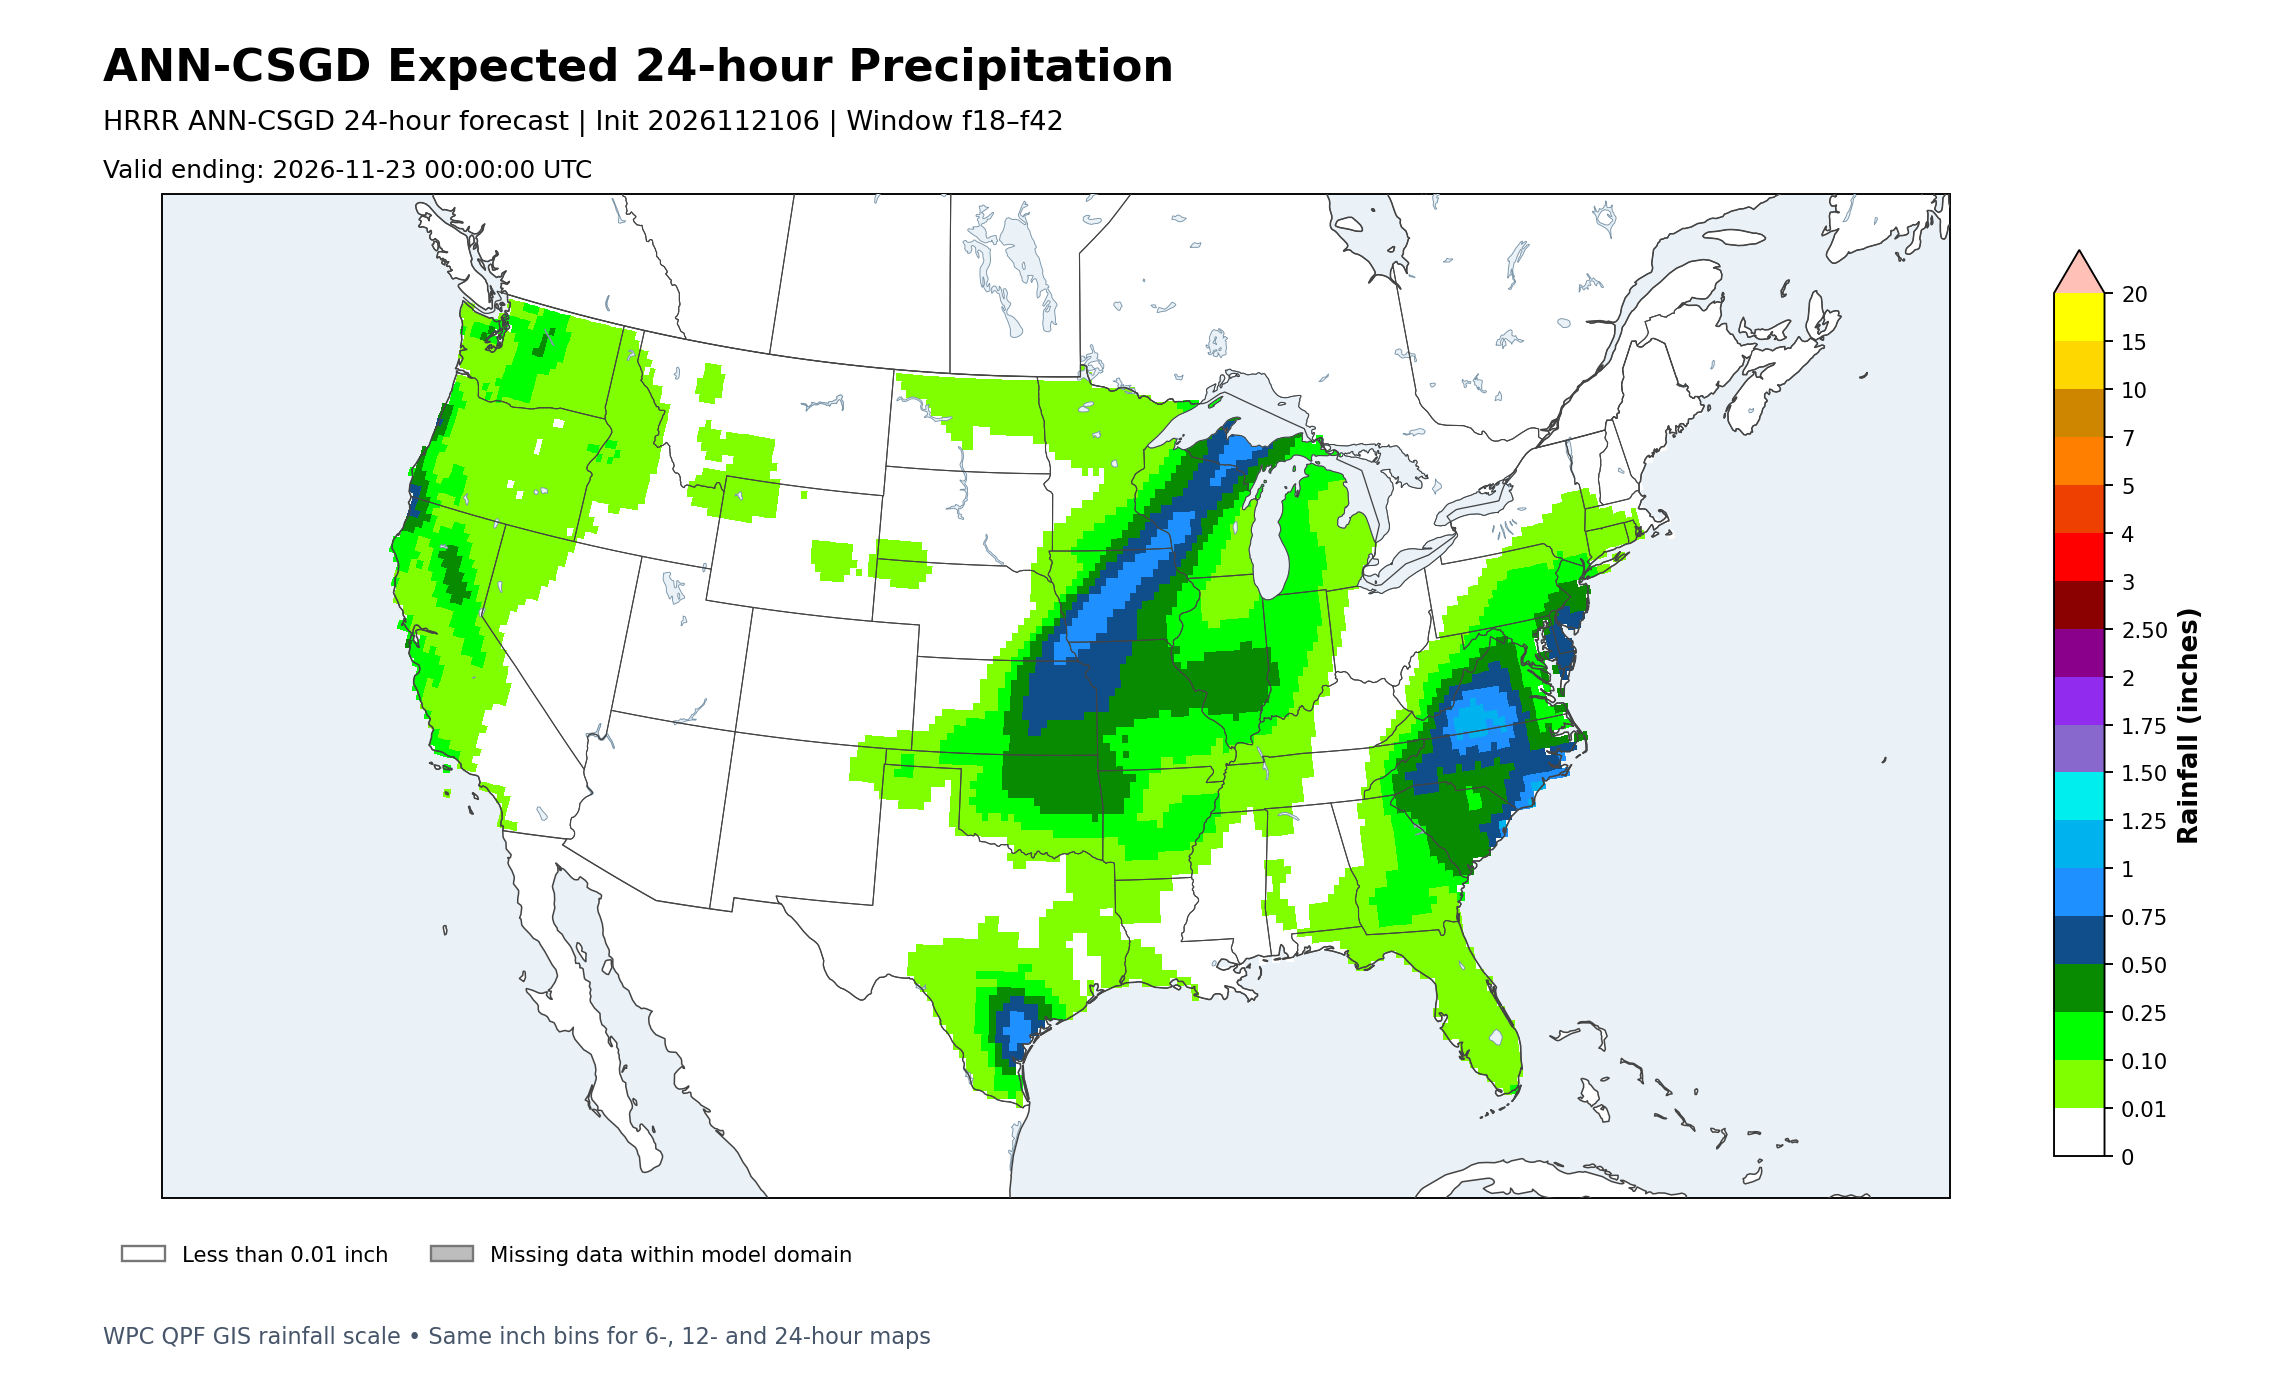 ANN-CSGD Expected 24-hour Precipitation
HRRR ANN-CSGD 24-hour forecast | Init 2026112106 | Window f18–f42
Valid ending: 2026-11-23 00:00:00 UTC
20
15
10
7
5
4
3
2.50
2
1.75
1.50
1.25
1
0.75
0.50
0.25
0.10
0.01
0
Rainfall (inches)
Less than 0.01 inch
Missing data within model domain
WPC QPF GIS rainfall scale • Same inch bins for 6-, 12- and 24-hour maps